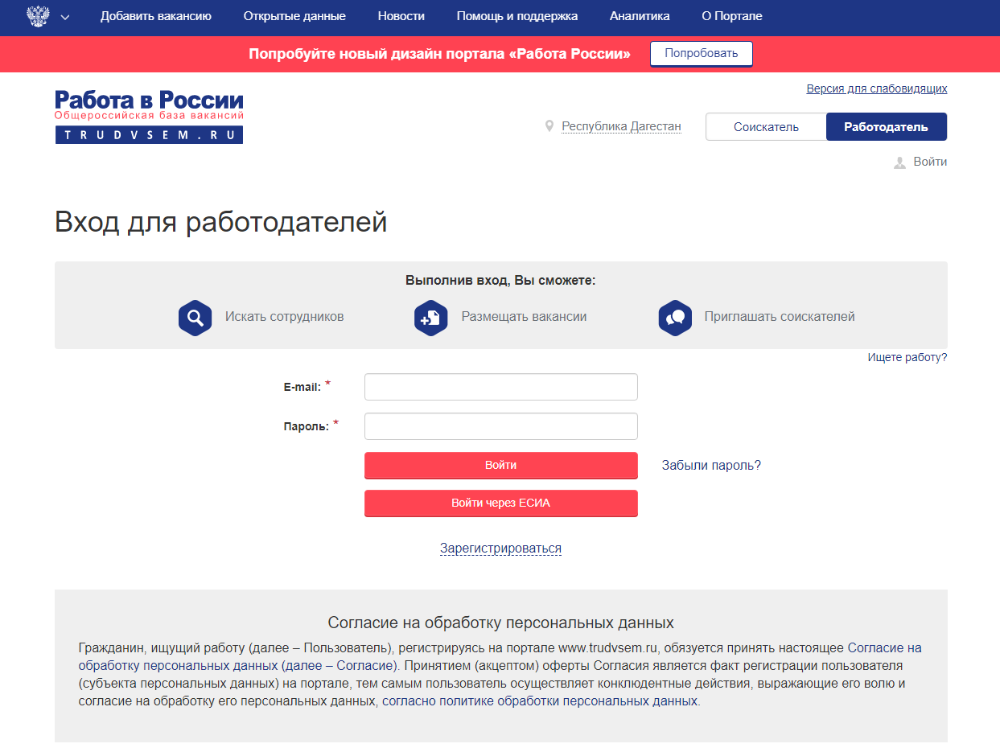 Добавить вакансию Открытые данные Новости Помощь и поддержка Аналитика О Портале
Попробуйте новый дизайн портала «Работа России» Попробовать
Версия для слабовидящих
Работа в России
Общероссийская база вакансий
TRUDVSEM.RU
Республика Дагестан Соискатель Работодатель
Войти
Вход для работодателей
Выполнив вход, Вы сможете:
Искать сотрудников Размещать вакансии Приглашать соискателей
Ищете работу?
E-mail: *
Пароль: *
Войти Забыли пароль?
Войти через ЕСИА
Зарегистрироваться
Согласие на обработку персональных данных
Гражданин, ищущий работу (далее – Пользователь), регистрируясь на портале www.trudvsem.ru, обязуется принять настоящее Согласие на
обработку персональных данных (далее – Согласие). Принятием (акцептом) оферты Согласия является факт регистрации пользователя
(субъекта персональных данных) на портале, тем самым пользователь осуществляет конклюдентные действия, выражающие его волю и
согласие на обработку его персональных данных, согласно политике обработки персональных данных.